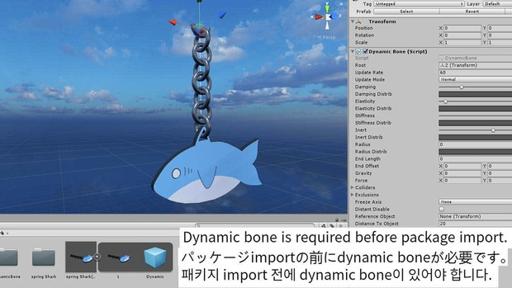 Tag Untagged Layer Default
Prefab Select Revert
Transform
Position X 0 Y 0
Rotation X 0 Y 0
Scale X 1 Y 1
Dynamic Bone (Script)
Script DynamicBone
Root 人2 (Transform)
Update Rate 60
Update Mode Normal
Damping
Damping Distrib
Elasticity
Elasticity Distrib
Stiffness
Stiffness Distrib
Inert
Inert Distrib
Radius 0
Radius Distrib
End Length 0
End Offset X 0 Y 0
Gravity X 0 Y 0
Force X 0 Y 0
Colliders
Exclusions
Freeze Axis None
Distant Disable
Reference Object None (Transform)
Distance To Object 20
namicBone
spring Shark
spring Shark(...
1
Dynamic
Dynamic bone is required before package import.
パッケージimportの前にdynamic boneが必要です。
패키지 import 전에 dynamic bone이 있어야 합니다.